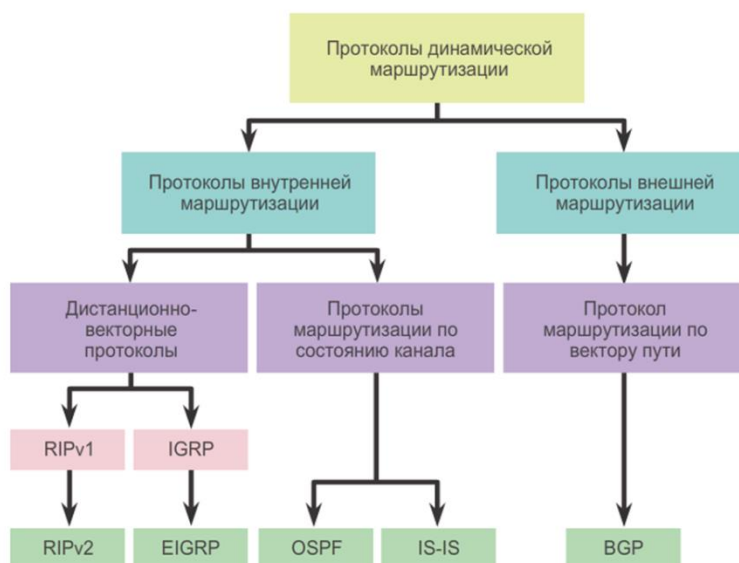 Протоколы динамической
маршрутизации
Протоколы внутренней
маршрутизации
Протоколы внешней
маршрутизации
Дистанционно-
векторные
протоколы
Протоколы
маршрутизации по
состоянию канала
Протокол
маршрутизации по
вектору пути
RIPv1
IGRP
RIPv2
EIGRP
OSPF
IS-IS
BGP